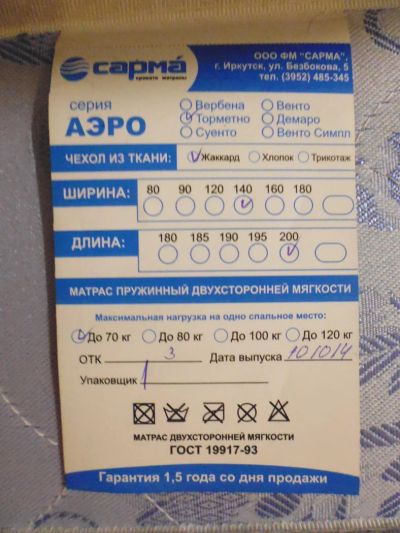 сарма
кровати матрасы
ООО ФМ "САРМА",
г. Иркутск, ул. Безбокова, 5
тел. (3952) 485-345
серия
АЭРО
Вербена Венто
Торметно Демаро
Суенто Венто Симпл
ЧЕХОЛ ИЗ ТКАНИ: Жаккард Хлопок Трикотаж
ШИРИНА: 80 90 120 140 160 180
ДЛИНА: 180 185 190 195 200
МАТРАС ПРУЖИННЫЙ ДВУХСТОРОННЕЙ МЯГКОСТИ
Максимальная нагрузка на одно спальное место:
До 70 кг До 80 кг До 100 кг До 120 кг
ОТК 3 Дата выпуска
Упаковщик
МАТРАС ДВУХСТОРОННЕЙ МЯГКОСТИ
ГОСТ 19917-93
Гарантия 1,5 года со дня продажи